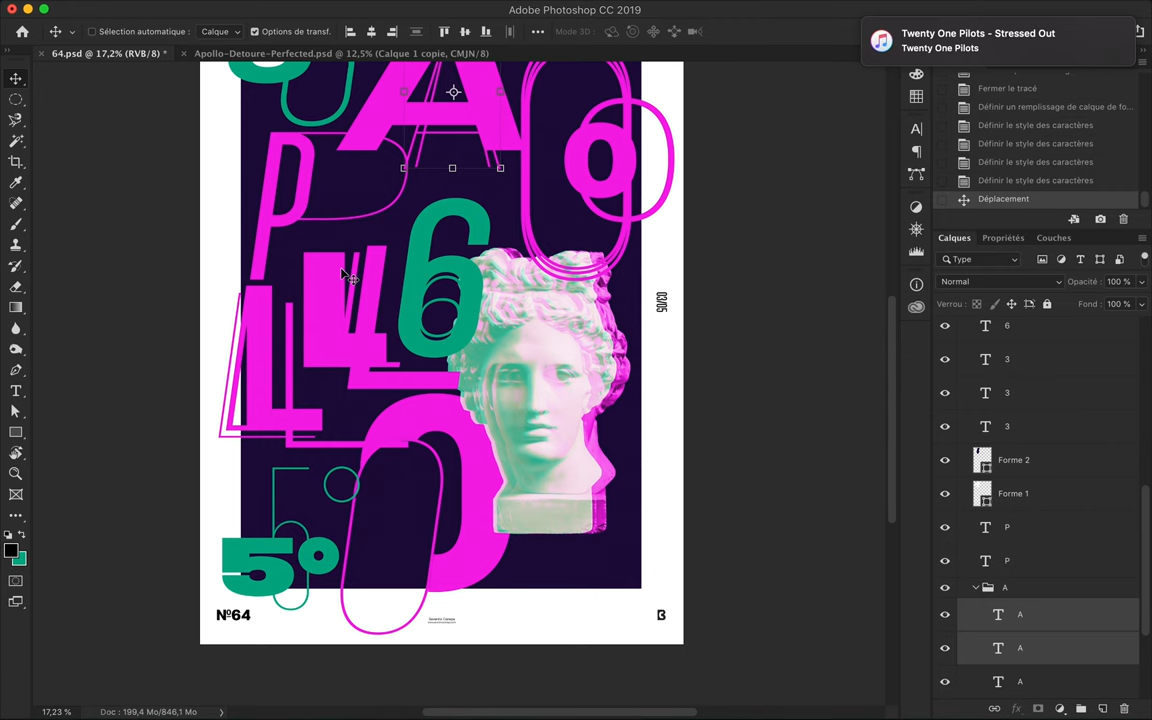 Adobe Photoshop CC 2019
Sélection automatique :
Calque
Options de transf.
Mode 3D :
Twenty One Pilots - Stressed Out
Twenty One Pilots
64.psd @ 17,2% (RVB/8) *
Apollo-Detoure-Perfected.psd @ 12,5% (Calque 1 copie, CMJN/8)
Fermer le tracé
Définir un remplissage de calque de fo...
Définir le style des caractères
Définir le style des caractères
Définir le style des caractères
Définir le style des caractères
Déplacement
Calques
Propriétés
Couches
Type
Normal
Opacité : 100 %
Verrou :
Fond : 100 %
6
3
3
3
Forme 2
Forme 1
P
P
A
A
A
A
A
O
P
6
L
L
O
5°
03/05
Nº64
17,23 %
Doc : 199,4 Mo/846,1 Mo